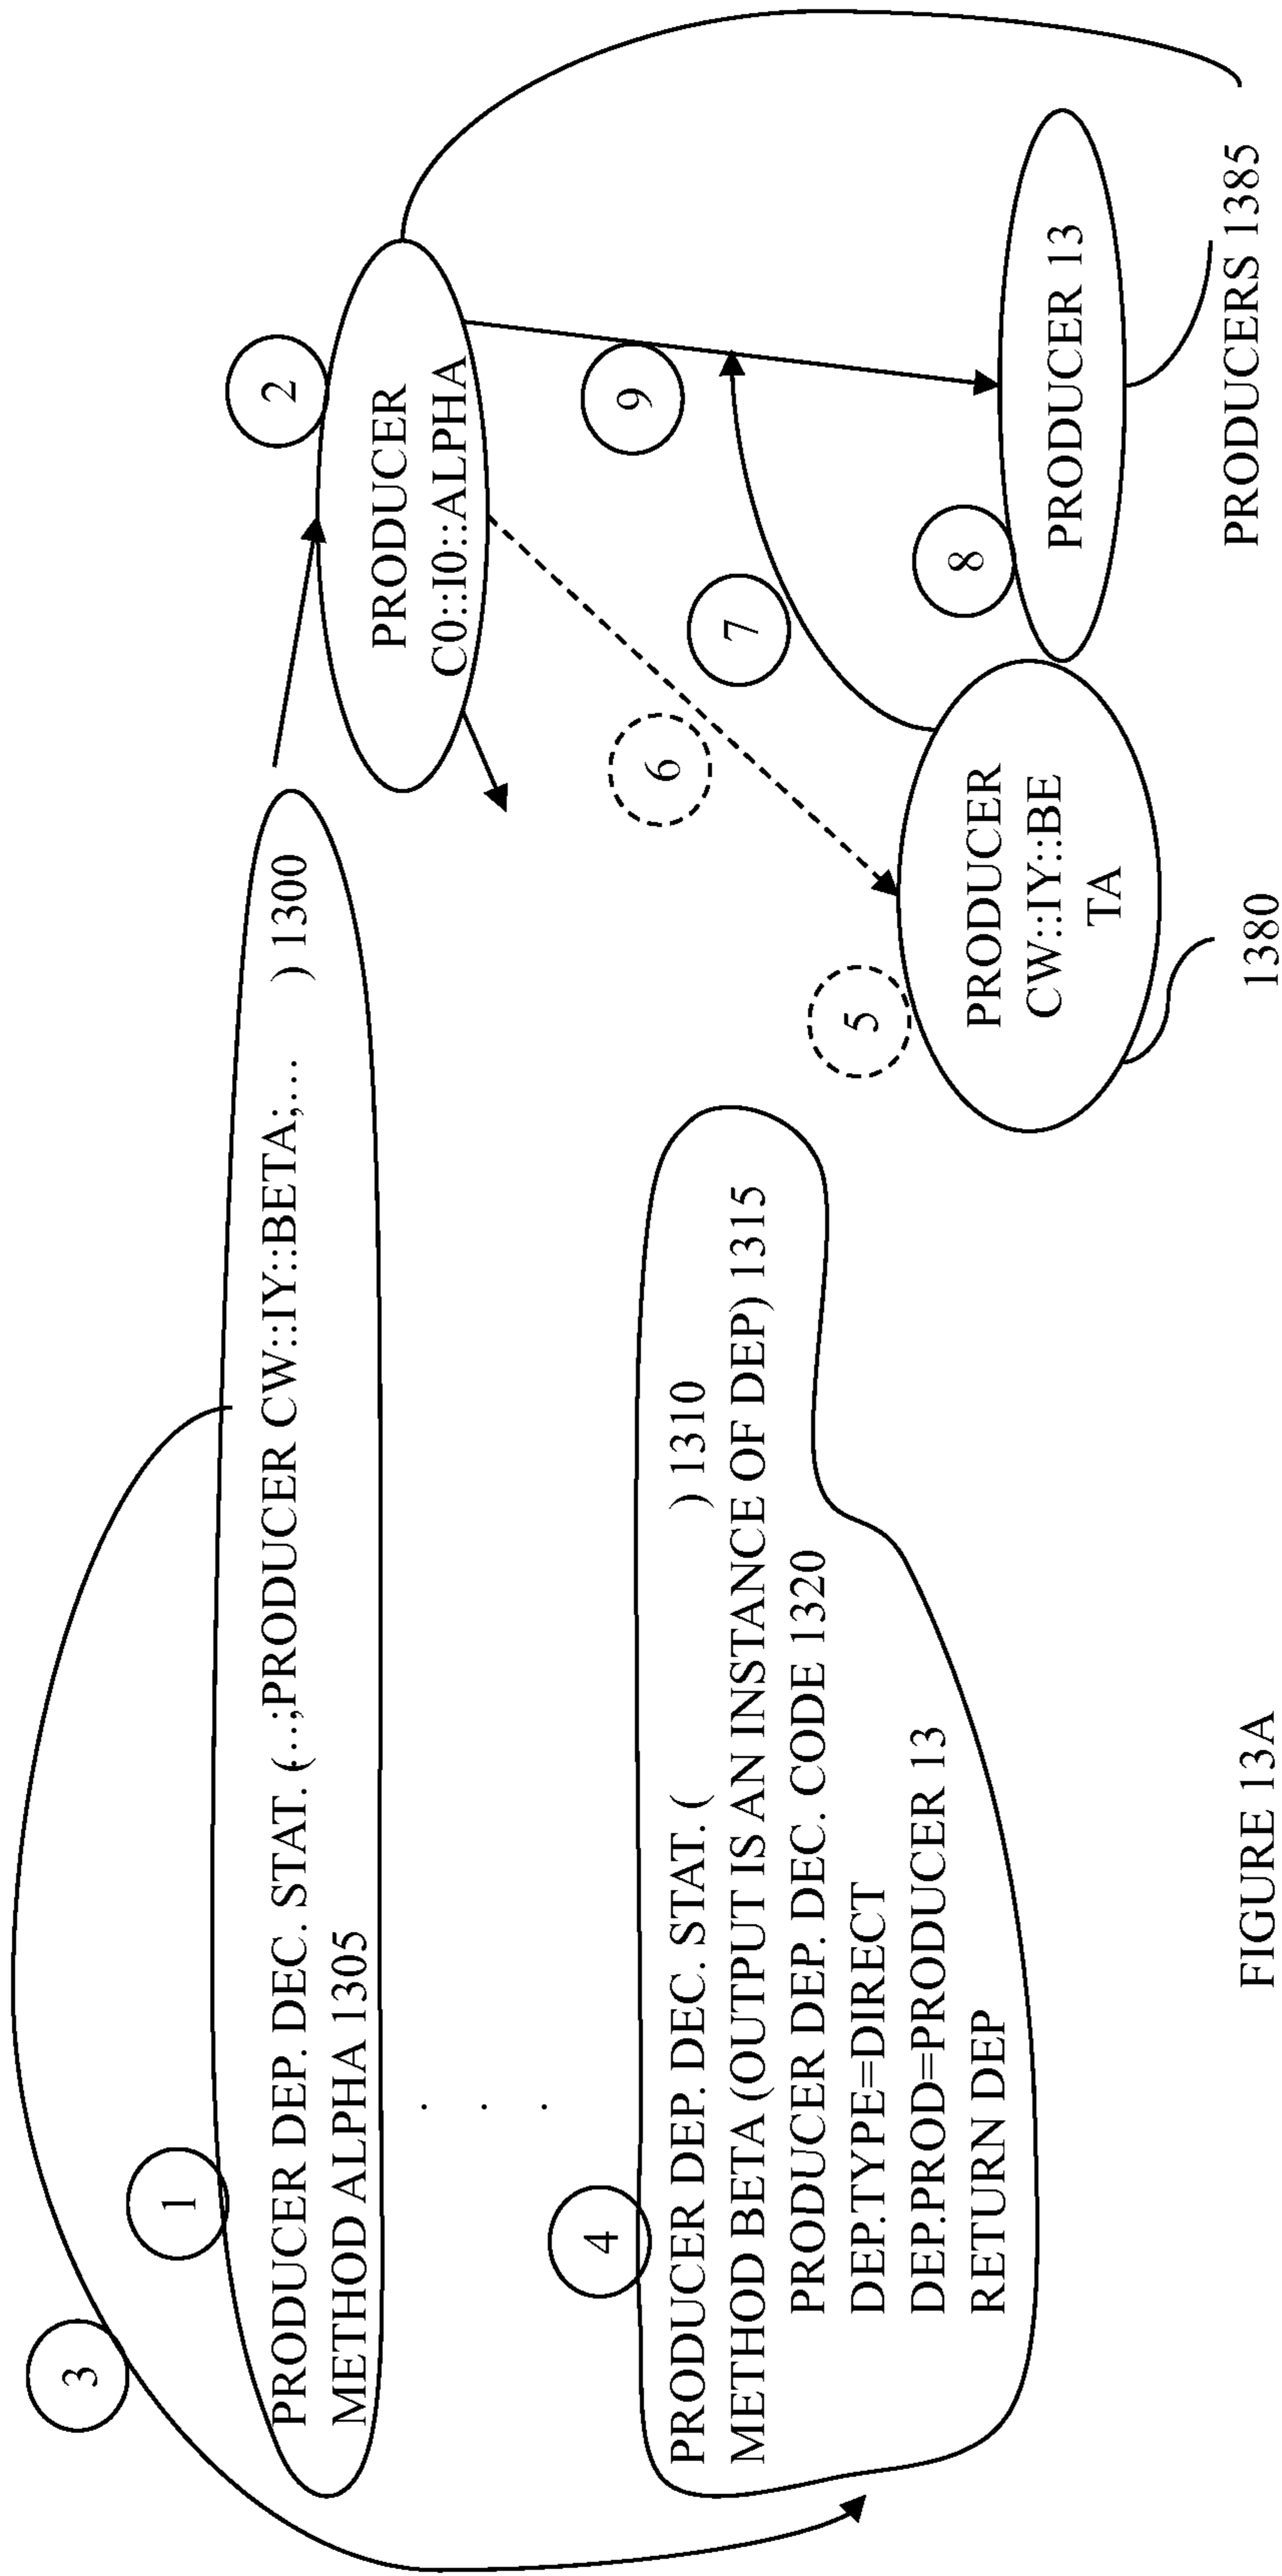 3
1
PRODUCER DEP. DEC. STAT. (...;PRODUCER CW::IY::BETA;... ) 1300
METHOD ALPHA 1305
2
PRODUCER
C0::I0::ALPHA
.
.
.
4
PRODUCER DEP. DEC. STAT. ( ) 1310
METHOD BETA (OUTPUT IS AN INSTANCE OF DEP) 1315
PRODUCER DEP. DEC. CODE 1320
DEP.TYPE=DIRECT
DEP.PROD=PRODUCER 13
RETURN DEP
9
6
7
5
PRODUCER
CW::IY::BE
TA
8
PRODUCER 13
1380
PRODUCERS 1385
FIGURE 13A